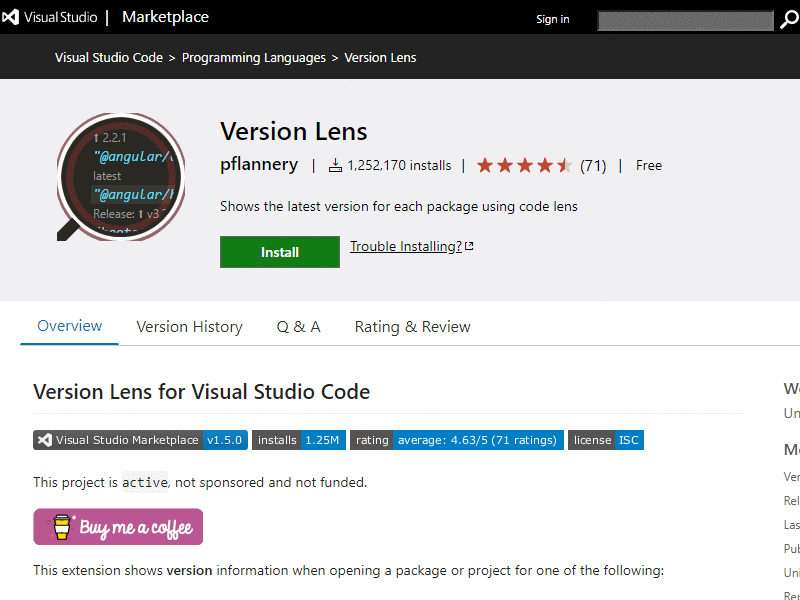 Visual Studio | Marketplace
Sign in
Visual Studio Code > Programming Languages > Version Lens
⬆ 2.2.1
"@angular/
latest
"@angular/
Release: ⬆ v3
Version Lens
pflannery | 1,252,170 installs | (71) | Free
Shows the latest version for each package using code lens
Install
Trouble Installing?
Overview
Version History
Q & A
Rating & Review
Version Lens for Visual Studio Code
Visual Studio Marketplace v1.5.0
installs 1.25M
rating average: 4.63/5 (71 ratings)
license ISC
This project is active, not sponsored and not funded.
Buy me a coffee
This extension shows version information when opening a package or project for one of the following:
Un
Ver
Rel
Las
Pub
Uni